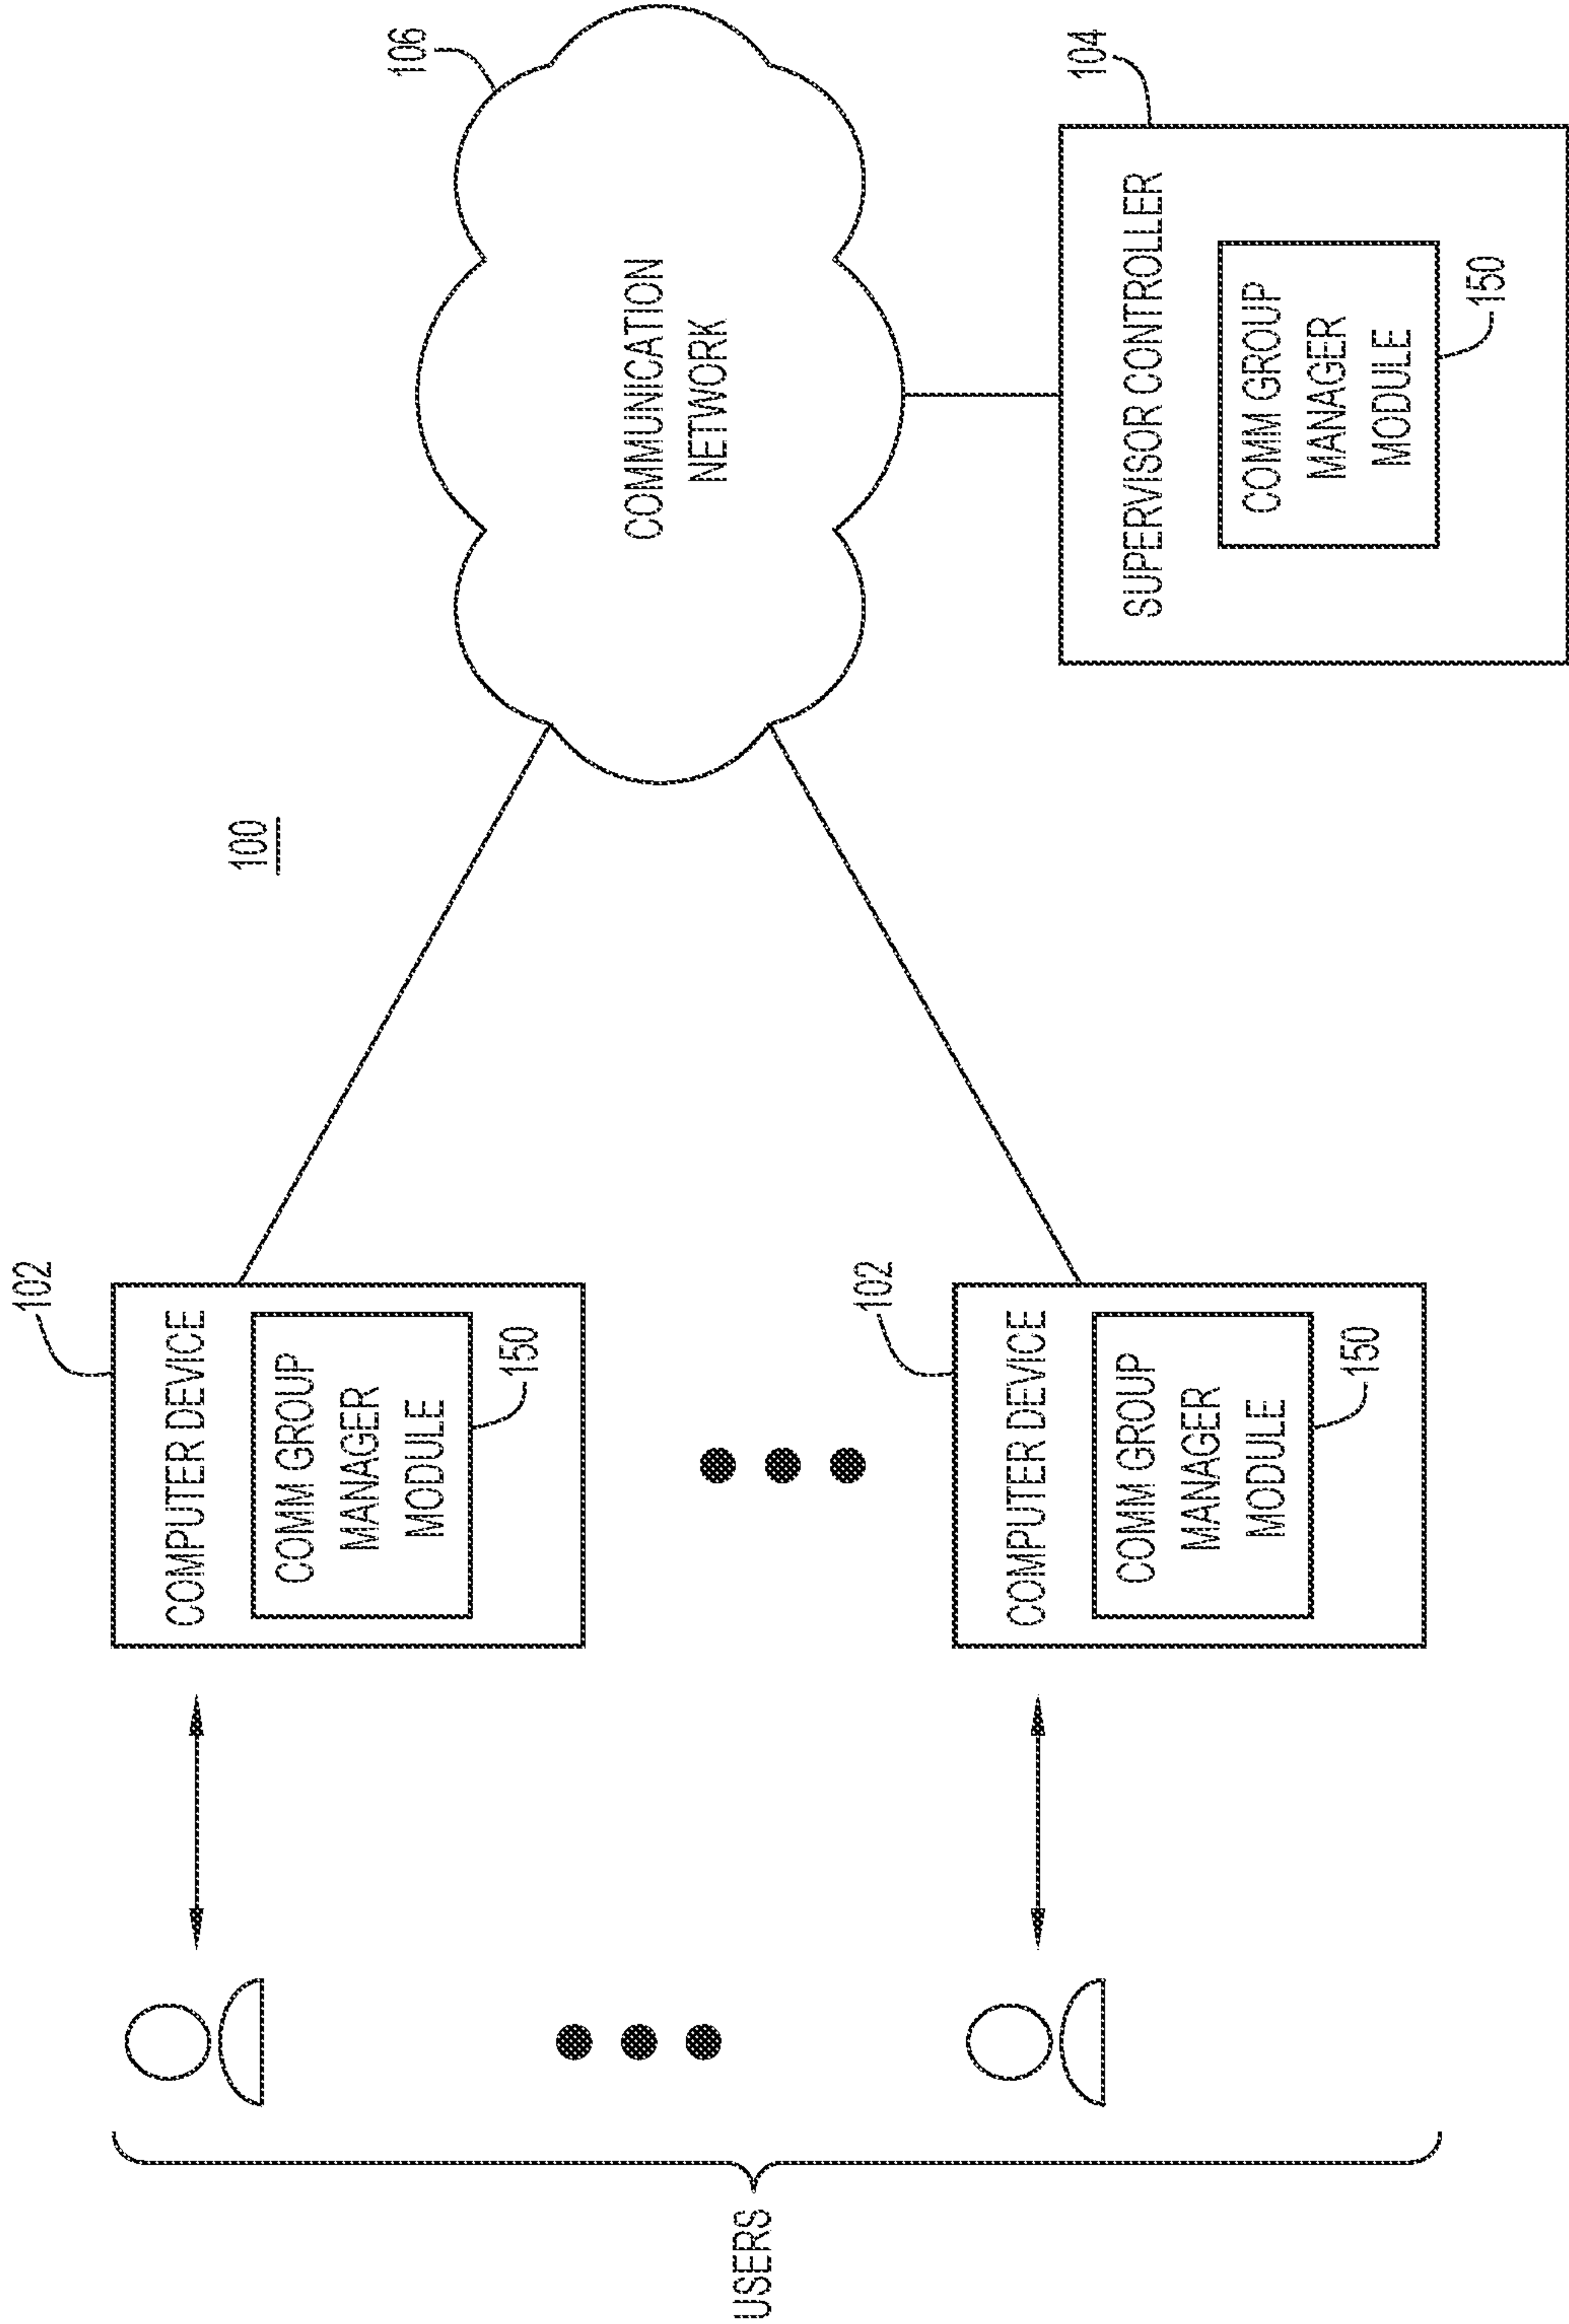 100
106
COMMUNICATION
NETWORK
102
COMPUTER DEVICE
COMM GROUP
MANAGER
MODULE
150
102
COMPUTER DEVICE
COMM GROUP
MANAGER
MODULE
150
104
SUPERVISOR CONTROLLER
COMM GROUP
MANAGER
MODULE
150
USERS